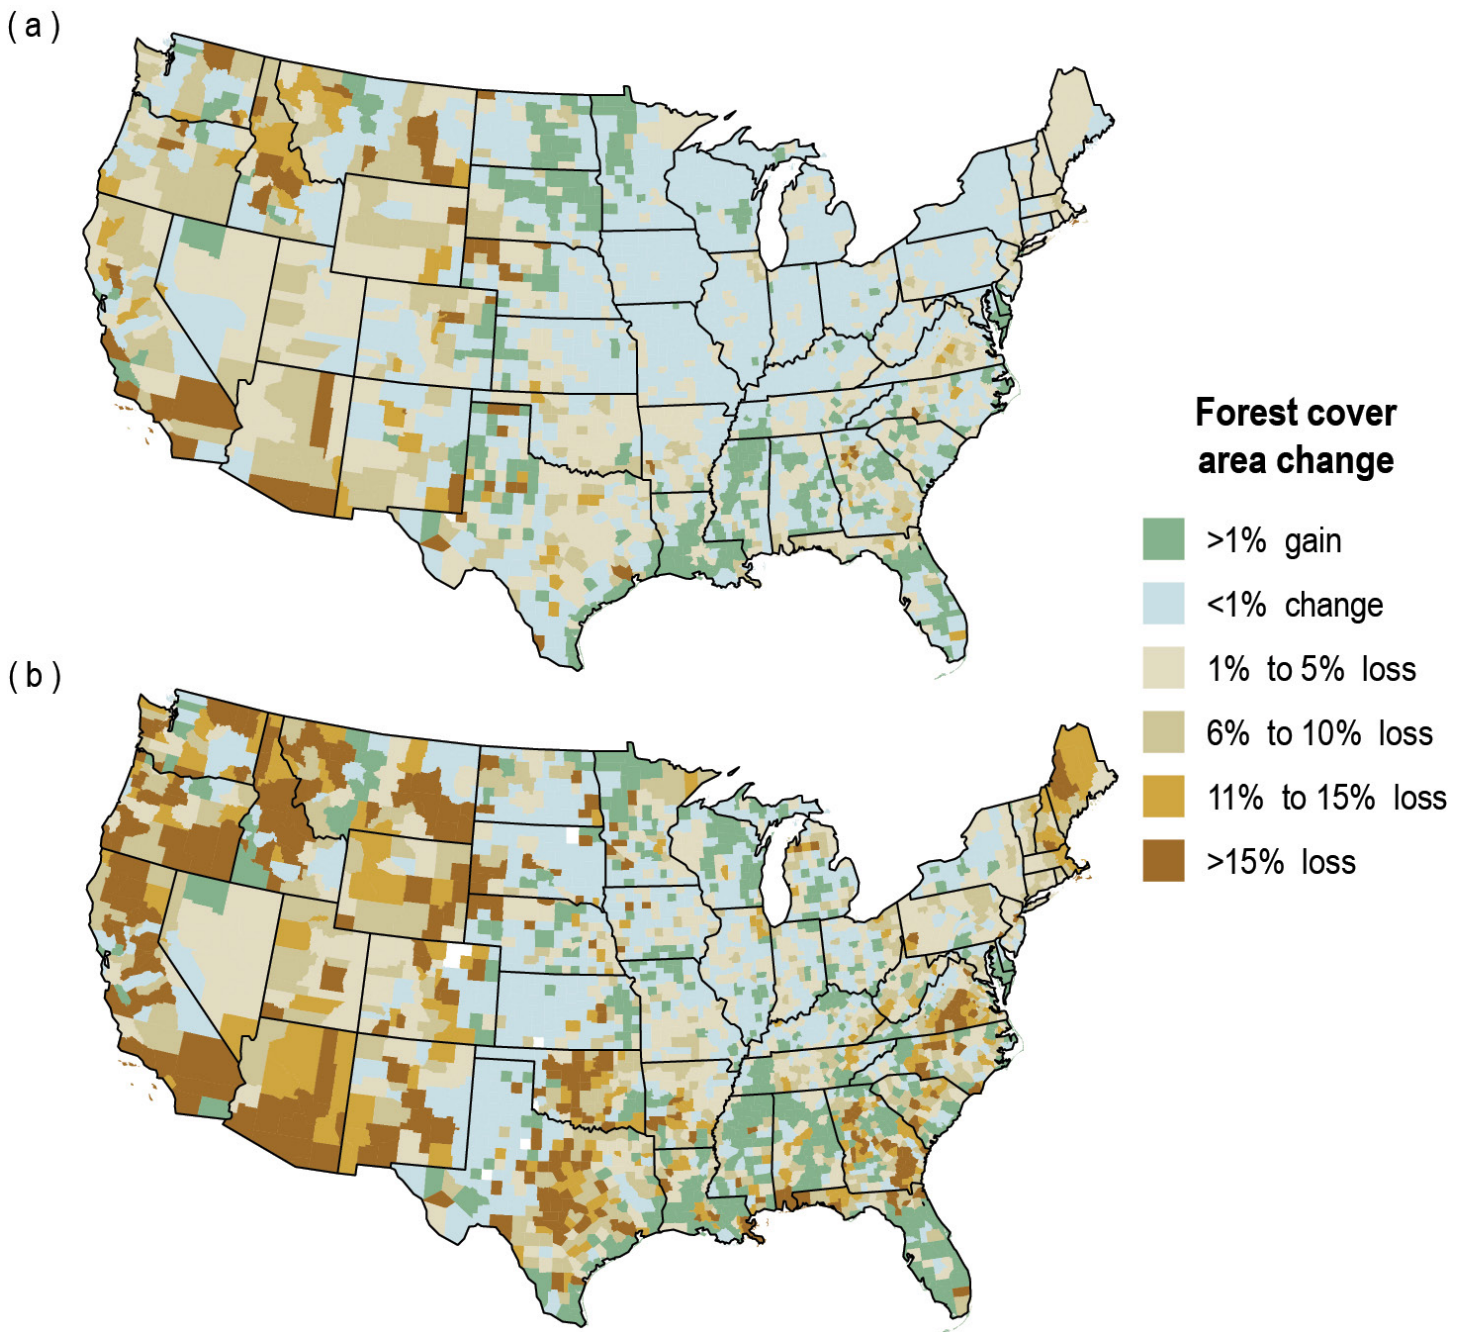 ( a )
Forest cover
area change
>1% gain
<1% change
1% to 5% loss
6% to 10% loss
11% to 15% loss
>15% loss
( b )